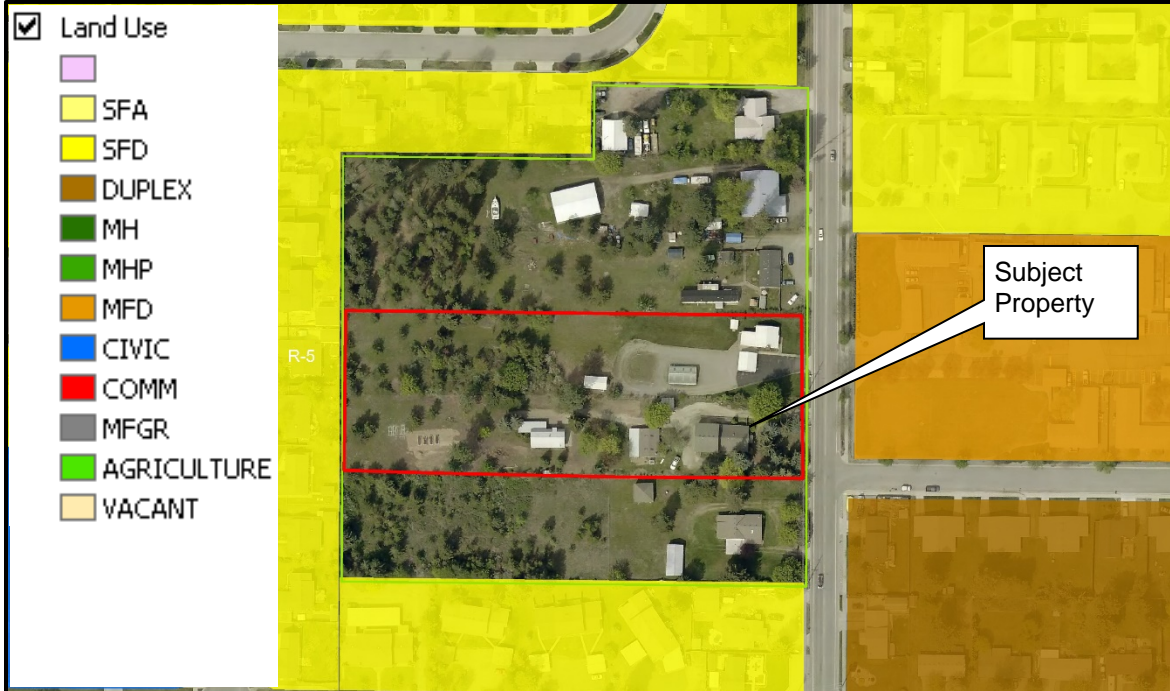 Land Use
SFA
SFD
DUPLEX
MH
MHP
MFD
CIVIC
COMM
MFGR
AGRICULTURE
VACANT
R-5
Subject
Property